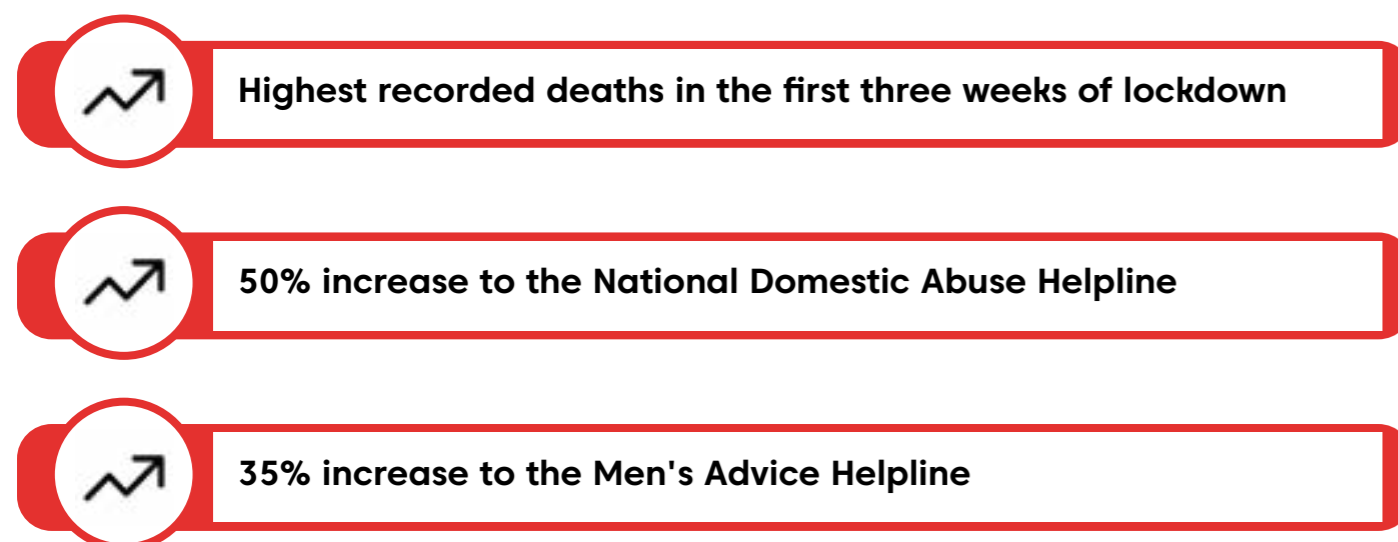 Highest recorded deaths in the first three weeks of lockdown
50% increase to the National Domestic Abuse Helpline
35% increase to the Men's Advice Helpline